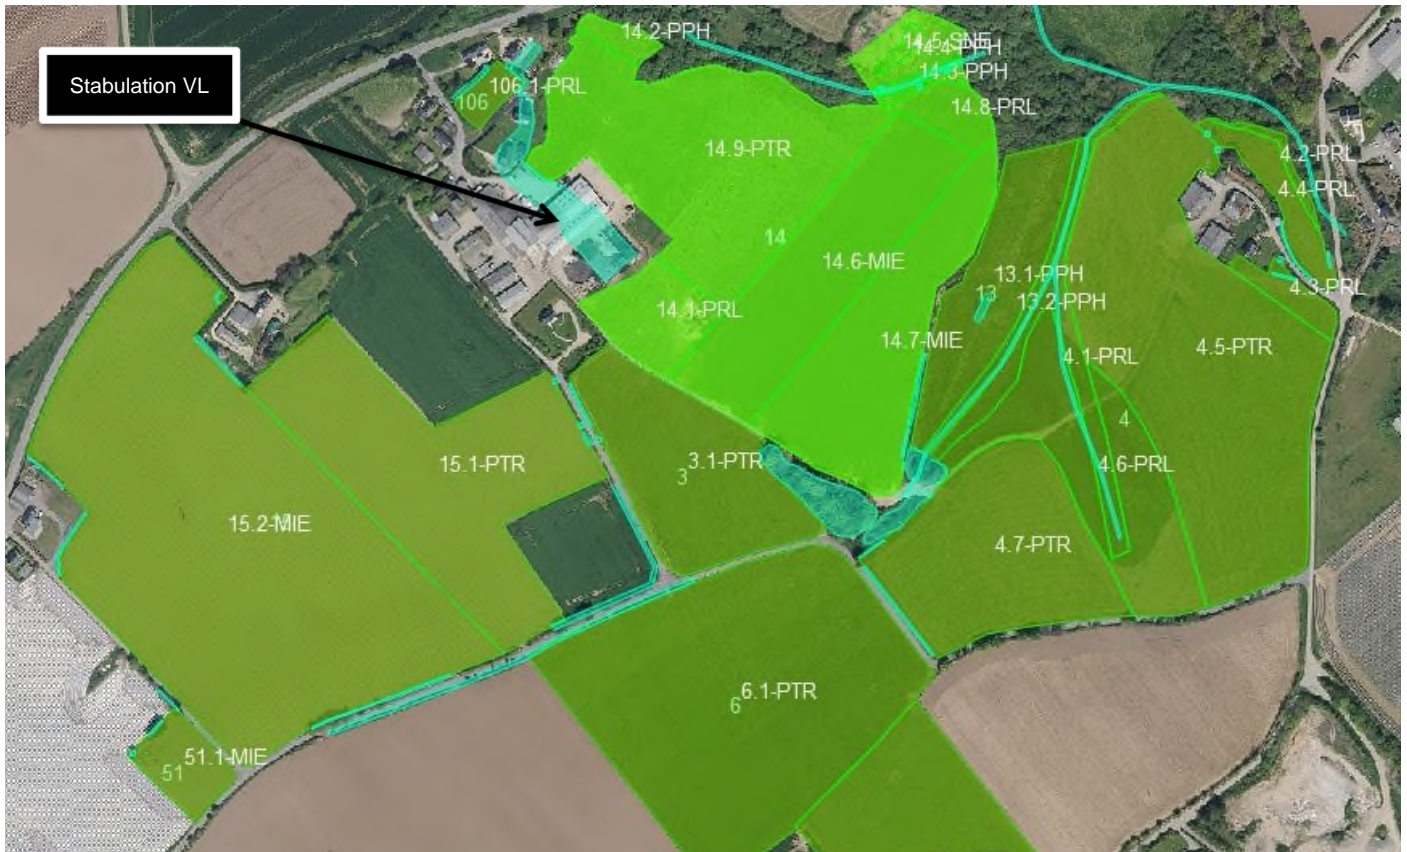 14.2-PPH
14.5-SNE
14.4-PPH
14.3-PPH
Stabulation VL
106.1-PRL
106
14.8-PRL
14.9-PTR
4.2-PRL
4.4-PRL
14
14.6-MIE
13.1-PPH
13
13.2-PPH
4.3-PRL
14.1-PRL
14.7-MIE
4.1-PRL
4.5-PTR
4
15.1-PTR
3.1-PTR
3
4.6-PRL
15.2-MIE
4.7-PTR
6.1-PTR
6
51.1-MIE
51